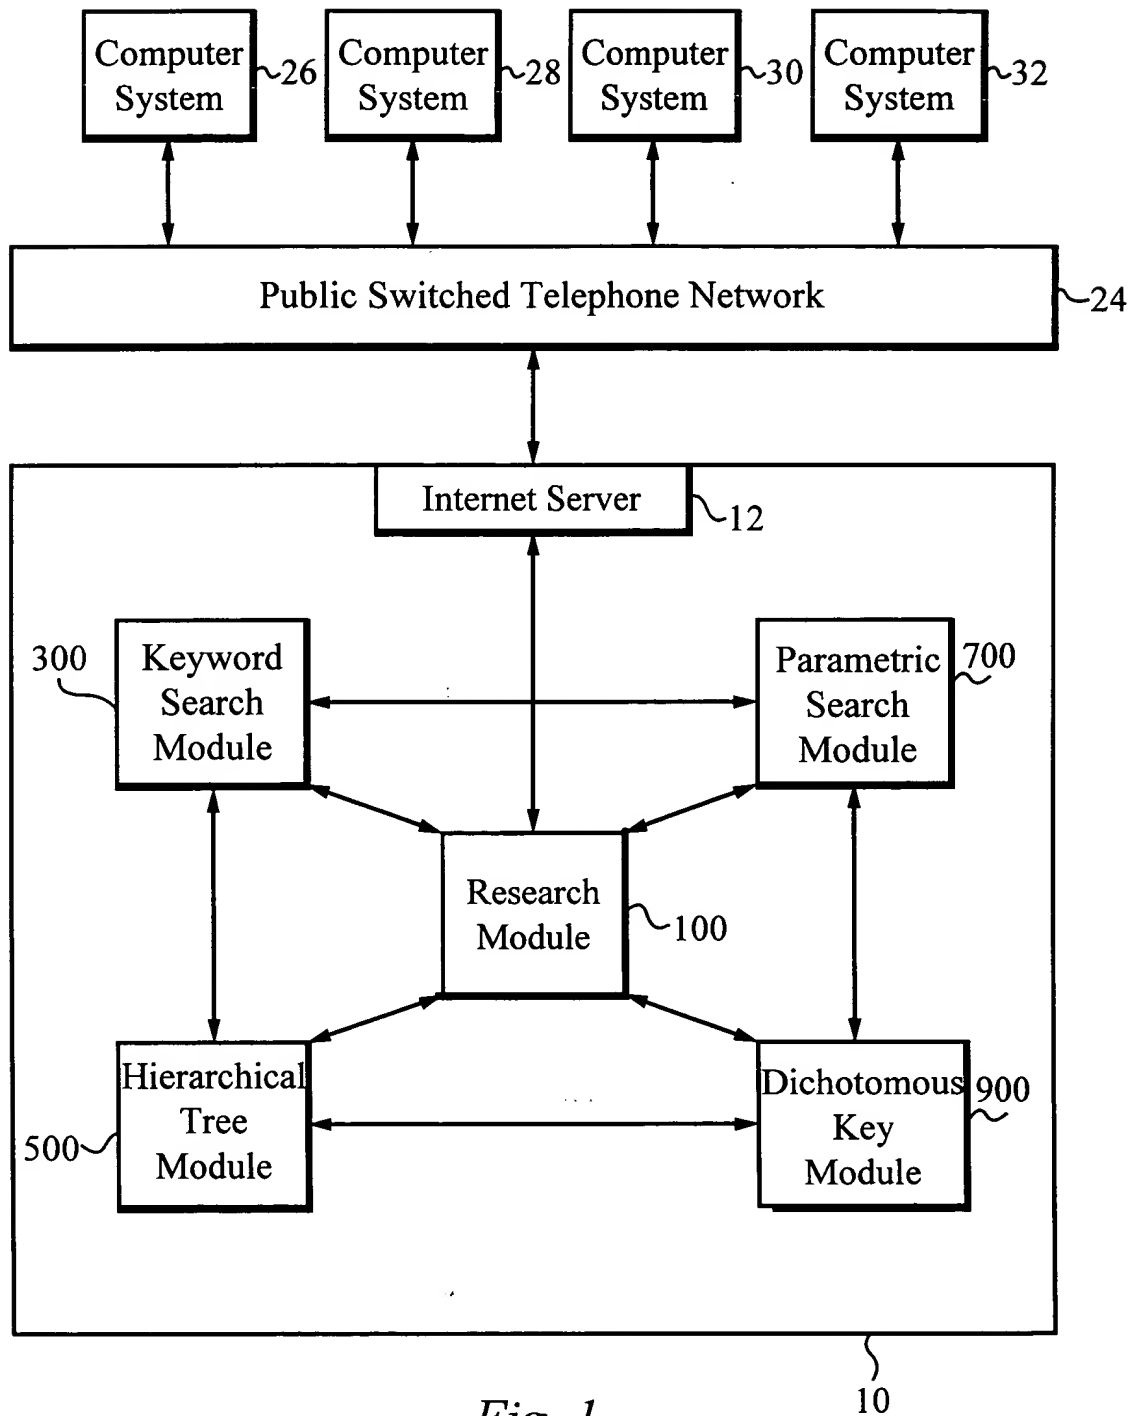 Computer
System
26
Computer
System
28
Computer
System
30
Computer
System
32
Public Switched Telephone Network
24
Internet Server
12
300
Keyword
Search
Module
Parametric
Search
Module
700
Research
Module
100
Hierarchical
Tree
Module
500
Dichotomous
Key
Module
900
10
Fig. 1